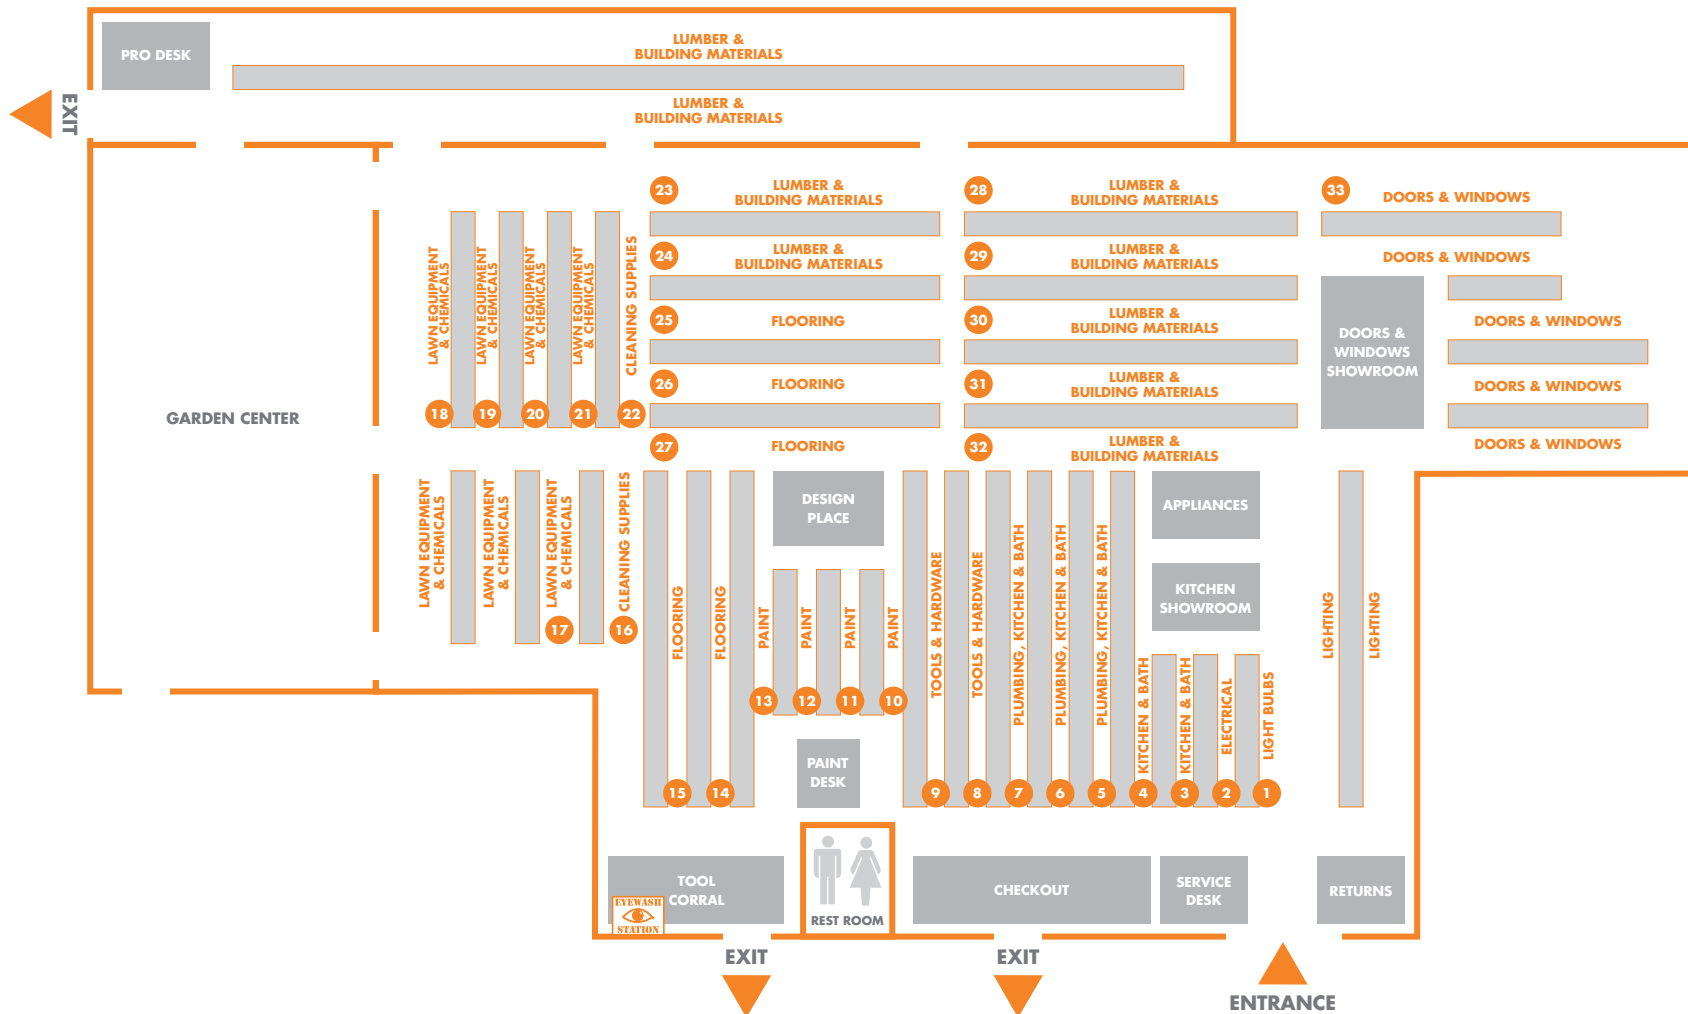 PRO DESK
LUMBER &
BUILDING MATERIALS
LUMBER &
BUILDING MATERIALS
EXIT
23
LUMBER &
BUILDING MATERIALS
28
LUMBER &
BUILDING MATERIALS
33
DOORS & WINDOWS
24
LUMBER &
BUILDING MATERIALS
29
LUMBER &
BUILDING MATERIALS
DOORS & WINDOWS
25
FLOORING
30
LUMBER &
BUILDING MATERIALS
DOORS &
WINDOWS
SHOWROOM
DOORS & WINDOWS
26
FLOORING
31
LUMBER &
BUILDING MATERIALS
DOORS & WINDOWS
27
FLOORING
32
LUMBER &
BUILDING MATERIALS
DOORS & WINDOWS
GARDEN CENTER
LAWN EQUIPMENT
& CHEMICALS
18
LAWN EQUIPMENT
& CHEMICALS
19
LAWN EQUIPMENT
& CHEMICALS
20
LAWN EQUIPMENT
& CHEMICALS
21
CLEANING SUPPLIES
22
LAWN EQUIPMENT
& CHEMICALS
LAWN EQUIPMENT
& CHEMICALS
LAWN EQUIPMENT
& CHEMICALS
17
CLEANING SUPPLIES
16
FLOORING
15
FLOORING
14
DESIGN
PLACE
PAINT
13
PAINT
12
PAINT
11
PAINT
10
PAINT
DESK
TOOLS & HARDWARE
9
TOOLS & HARDWARE
8
PLUMBING, KITCHEN & BATH
7
PLUMBING, KITCHEN & BATH
6
PLUMBING, KITCHEN & BATH
5
APPLIANCES
KITCHEN
SHOWROOM
KITCHEN & BATH
4
KITCHEN & BATH
3
ELECTRICAL
2
LIGHT BULBS
1
LIGHTING
LIGHTING
TOOL
CORRAL
EYEWASH
STATION
REST ROOM
CHECKOUT
SERVICE
DESK
RETURNS
EXIT
EXIT
ENTRANCE